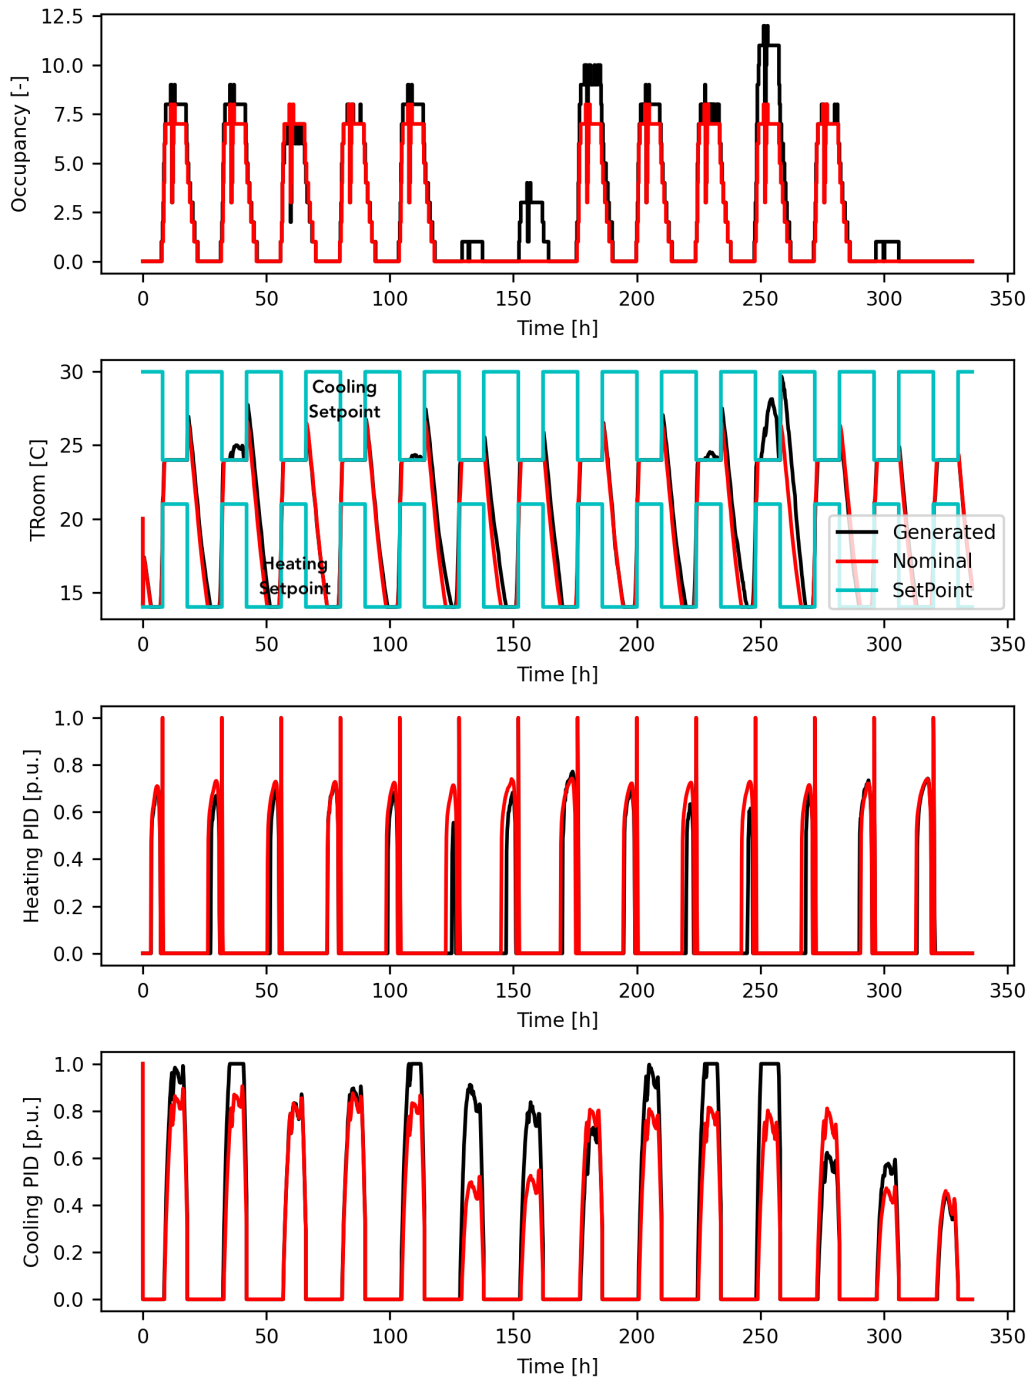 12.5
10.0
7.5
5.0
2.5
0.0
Occupancy [-]
0 50 100 150 200 250 300 350
Time [h]
30
25
20
15
TRoom [C]
Cooling
Setpoint
Heating
Setpoint
Generated
Nominal
SetPoint
0 50 100 150 200 250 300 350
Time [h]
1.0
0.8
0.6
0.4
0.2
0.0
Heating PID [p.u.]
0 50 100 150 200 250 300 350
Time [h]
1.0
0.8
0.6
0.4
0.2
0.0
Cooling PID [p.u.]
0 50 100 150 200 250 300 350
Time [h]